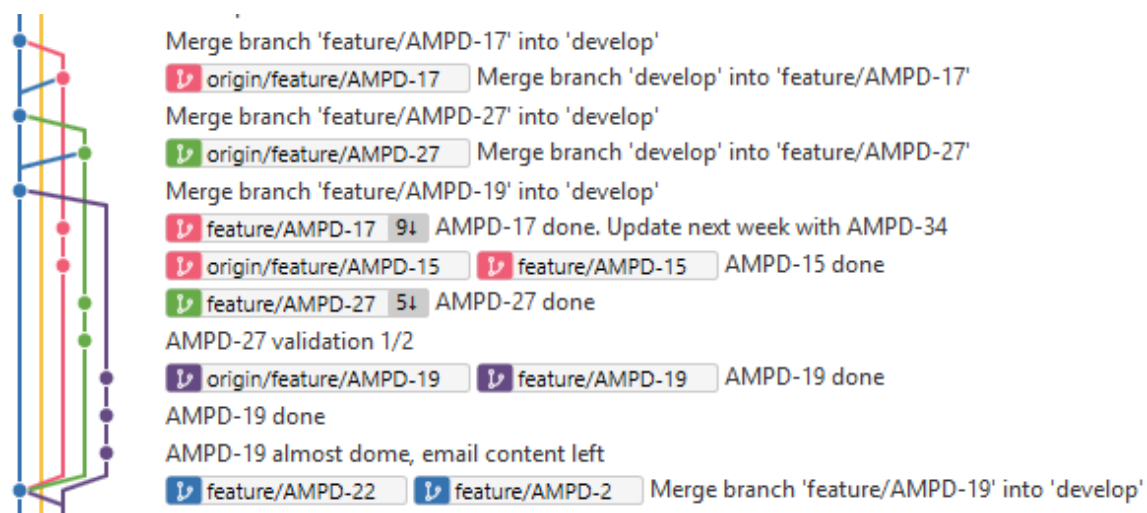 Merge branch 'feature/AMPD-17' into 'develop'
origin/feature/AMPD-17 Merge branch 'develop' into 'feature/AMPD-17'
Merge branch 'feature/AMPD-27' into 'develop'
origin/feature/AMPD-27 Merge branch 'develop' into 'feature/AMPD-27'
Merge branch 'feature/AMPD-19' into 'develop'
feature/AMPD-17 9↓ AMPD-17 done. Update next week with AMPD-34
origin/feature/AMPD-15 feature/AMPD-15 AMPD-15 done
feature/AMPD-27 5↓ AMPD-27 done
AMPD-27 validation 1/2
origin/feature/AMPD-19 feature/AMPD-19 AMPD-19 done
AMPD-19 done
AMPD-19 almost dome, email content left
feature/AMPD-22 feature/AMPD-2 Merge branch 'feature/AMPD-19' into 'develop'